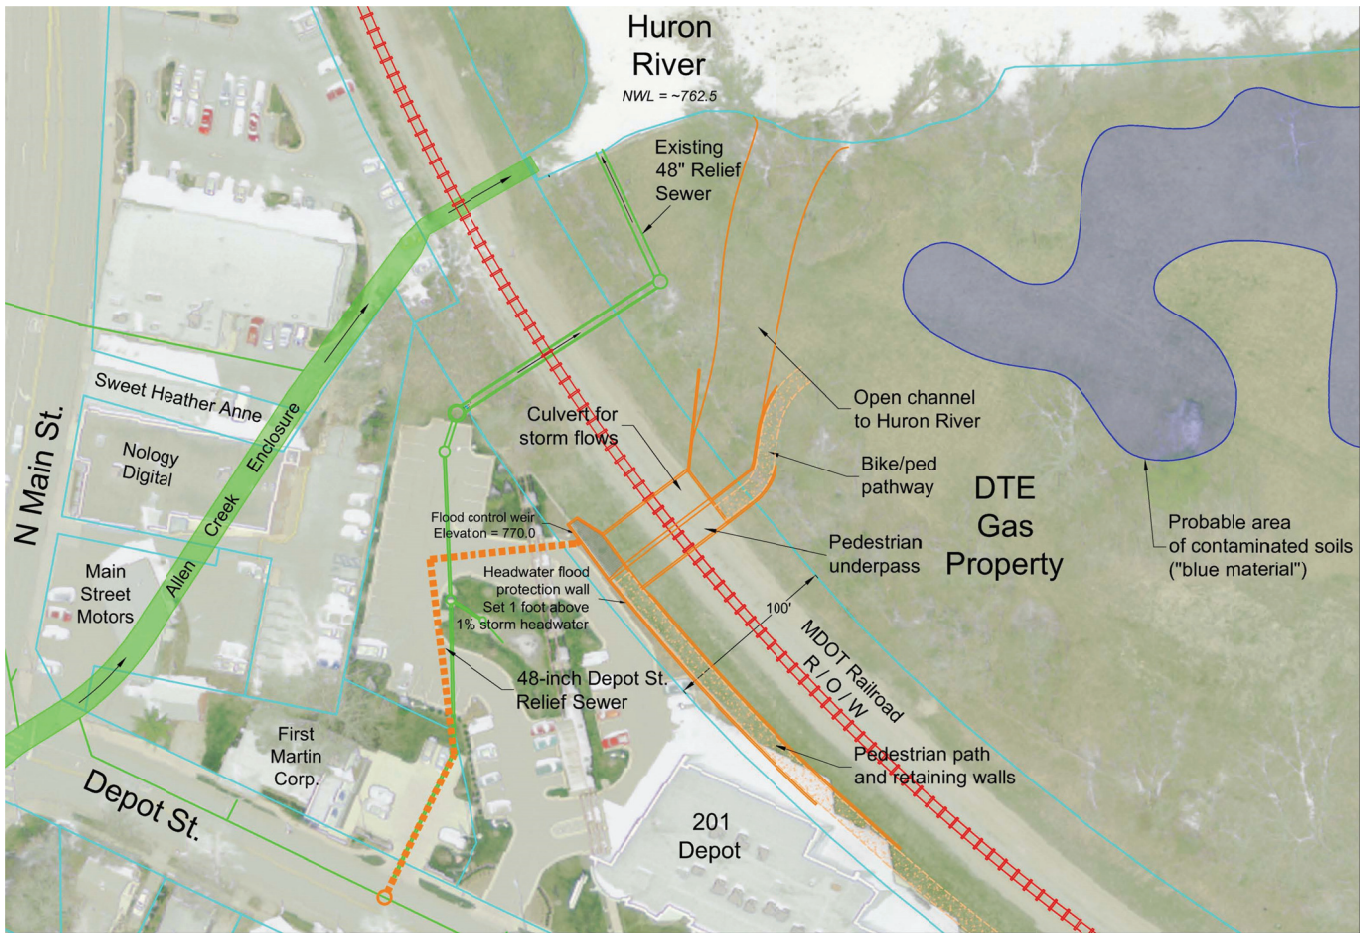 Huron
River
NWL = ~762.5
Existing
48" Relief
Sewer
Sweet Heather Anne
Nology
Digital
N Main St.
Allen Creek Enclosure
Main
Street
Motors
Culvert for
storm flows
Open channel
to Huron River
Bike/ped
pathway
DTE
Gas
Property
Probable area
of contaminated soils
("blue material")
Flood control weir
Elevaton = 770.0
Pedestrian
underpass
Headwater flood
protection wall
Set 1 foot above
1% storm headwater
100'
MDOT Railroad
R / O / W
48-inch Depot St.
Relief Sewer
First
Martin
Corp.
Depot St.
Pedestrian path
and retaining walls
201
Depot